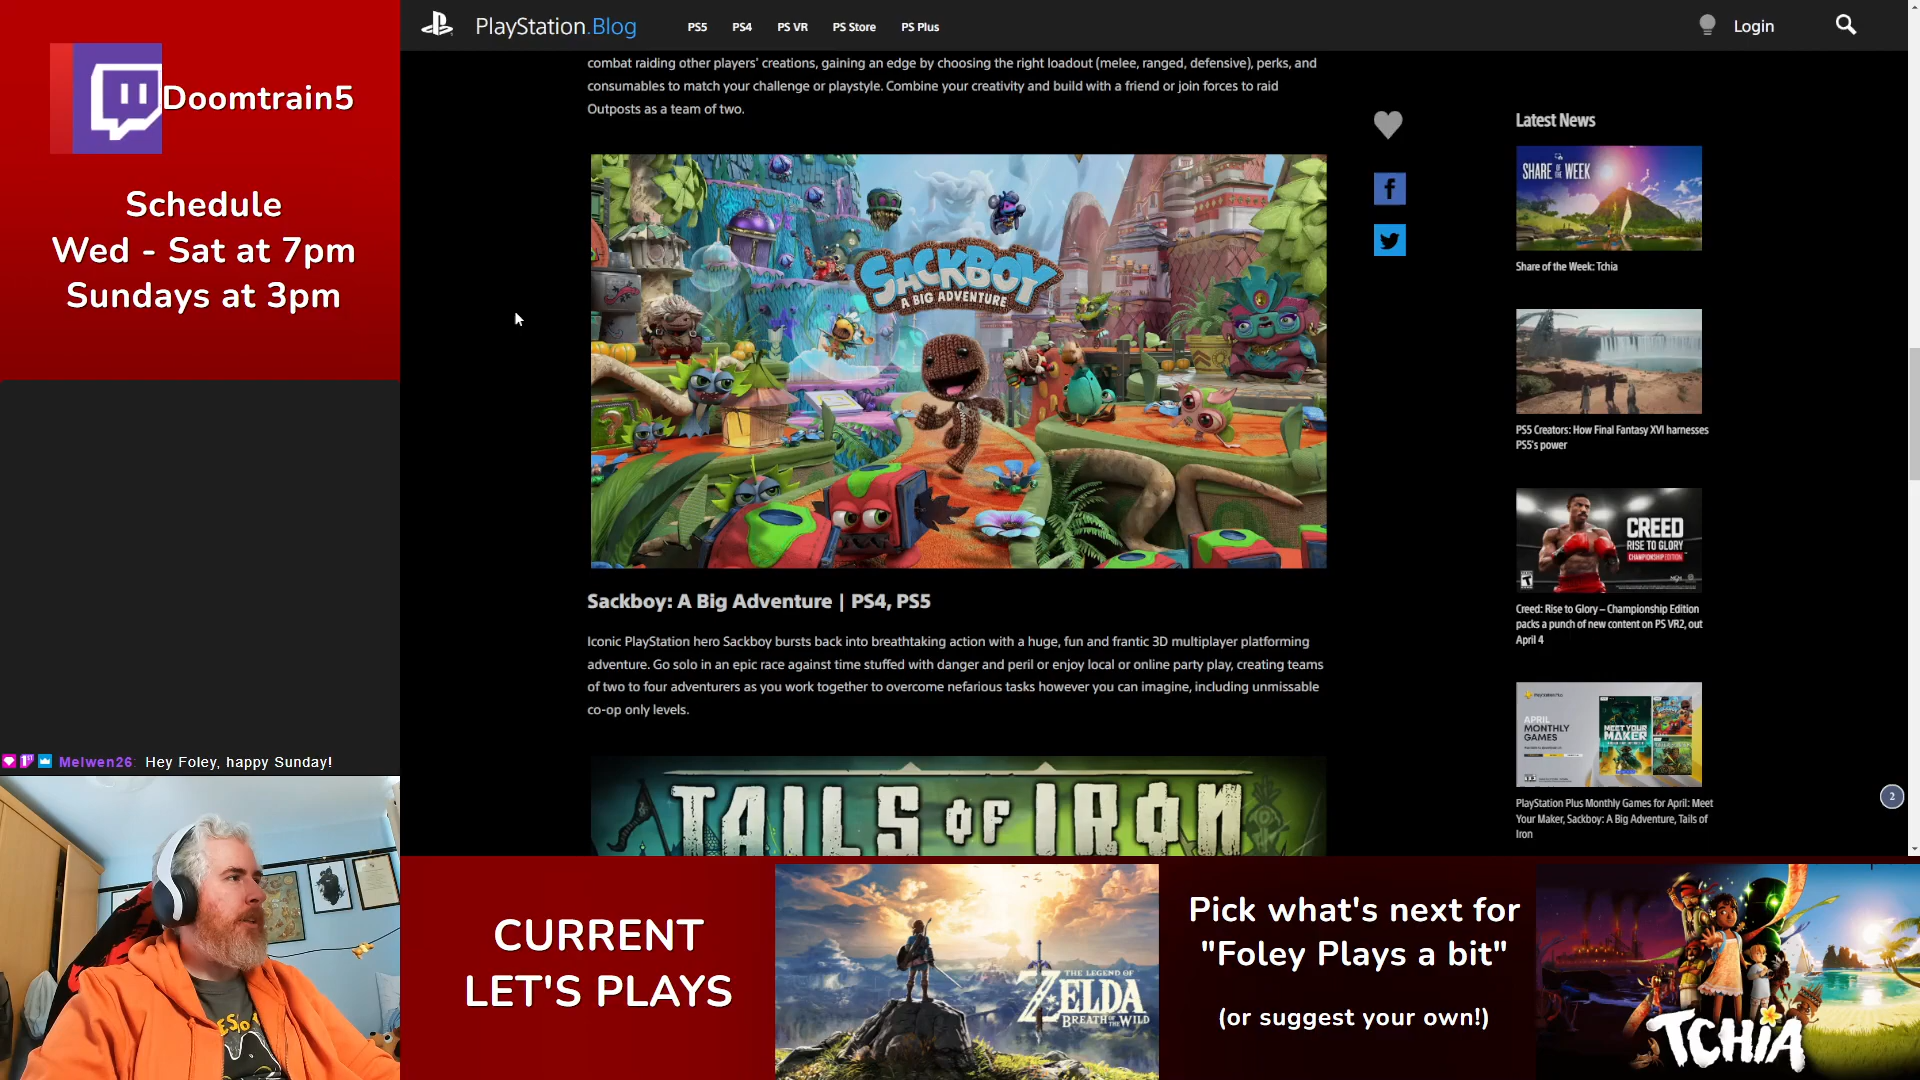 Doomtrain5
Schedule
Wed - Sat at 7pm
Sundays at 3pm
Melwen26: Hey Foley, happy Sunday!
PlayStation.Blog
PS5
PS4
PS VR
PS Store
PS Plus
Login
combat raiding other players' creations, gaining an edge by choosing the right loadout (melee, ranged, defensive), perks, and
consumables to match your challenge or playstyle. Combine your creativity and build with a friend or join forces to raid
Outposts as a team of two.
SACKBOY
A BIG ADVENTURE
Sackboy: A Big Adventure | PS4, PS5
Iconic PlayStation hero Sackboy bursts back into breathtaking action with a huge, fun and frantic 3D multiplayer platforming
adventure. Go solo in an epic race against time stuffed with danger and peril or enjoy local or online party play, creating teams
of two to four adventurers as you work together to overcome nefarious tasks however you can imagine, including unmissable
co-op only levels.
TAILS OF IRON
Latest News
SHARE OF THE WEEK
Share of the Week: Tchia
PS5 Creators: How Final Fantasy XVI harnesses
PS5's power
CREED
RISE TO GLORY
CHAMPIONSHIP EDITION
Creed: Rise to Glory – Championship Edition
packs a punch of new content on PS VR2, out
April 4
APRIL
MONTHLY
GAMES
MEET YOUR
MAKER
PlayStation Plus Monthly Games for April: Meet
Your Maker, Sackboy: A Big Adventure, Tails of
Iron
2
CURRENT
LET'S PLAYS
THE LEGEND OF
ZELDA
BREATH OF THE WILD
Pick what's next for
"Foley Plays a bit"
(or suggest your own!)
TCHIA